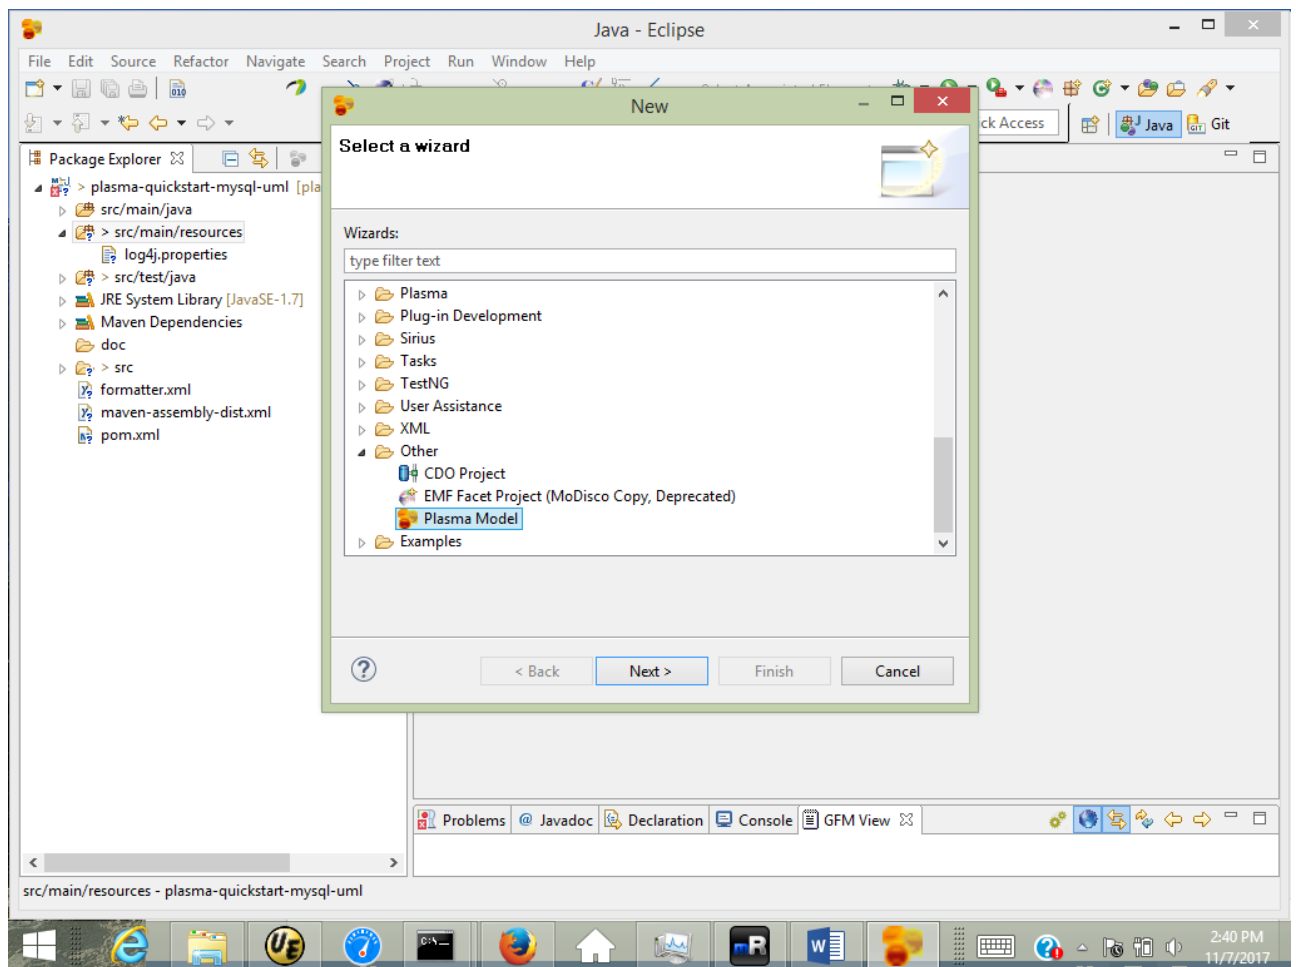 Java - Eclipse
File Edit Source Refactor Navigate Search Project Run Window Help
New
ck Access
Java
Git
Package Explorer
Select a wizard
> plasma-quickstart-mysql-uml [pla
src/main/java
> src/main/resources
log4j.properties
> src/test/java
JRE System Library [JavaSE-1.7]
Maven Dependencies
doc
> src
formatter.xml
maven-assembly-dist.xml
pom.xml
Wizards:
type filter text
Plasma
Plug-in Development
Sirius
Tasks
TestNG
User Assistance
XML
Other
CDO Project
EMF Facet Project (MoDisco Copy, Deprecated)
Plasma Model
Examples
< Back Next > Finish Cancel
Problems @ Javadoc Declaration Console GFM View
src/main/resources - plasma-quickstart-mysql-uml
2:40 PM
11/7/2017